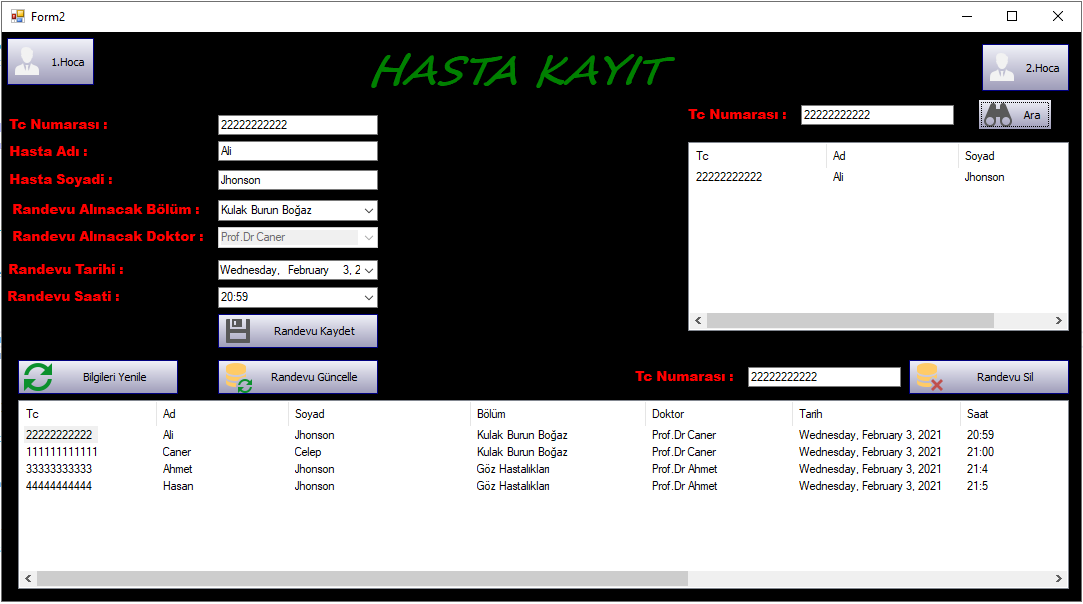 Form2
1.Hoca
HASTA KAYIT
2.Hoca
Tc Numarası : 22222222222
Hasta Adı : Ali
Hasta Soyadi : Jhonson
Randevu Alınacak Bölüm : Kulak Burun Boğaz
Randevu Alınacak Doktor : Prof.Dr Caner
Randevu Tarihi : Wednesday, February 3, 2
Randevu Saati : 20:59
Randevu Kaydet
Tc Numarası : 22222222222 Ara
Tc Ad Soyad
22222222222 Ali Jhonson
Bilgileri Yenile
Randevu Güncelle
Tc Numarası : 22222222222 Randevu Sil
Tc Ad Soyad Bölüm Doktor Tarih Saat
22222222222 Ali Jhonson Kulak Burun Boğaz Prof.Dr Caner Wednesday, February 3, 2021 20:59
111111111111 Caner Celep Kulak Burun Boğaz Prof.Dr Caner Wednesday, February 3, 2021 21:00
33333333333 Ahmet Jhonson Göz Hastalıkları Prof.Dr Ahmet Wednesday, February 3, 2021 21:4
44444444444 Hasan Jhonson Göz Hastalıkları Prof.Dr Ahmet Wednesday, February 3, 2021 21:5